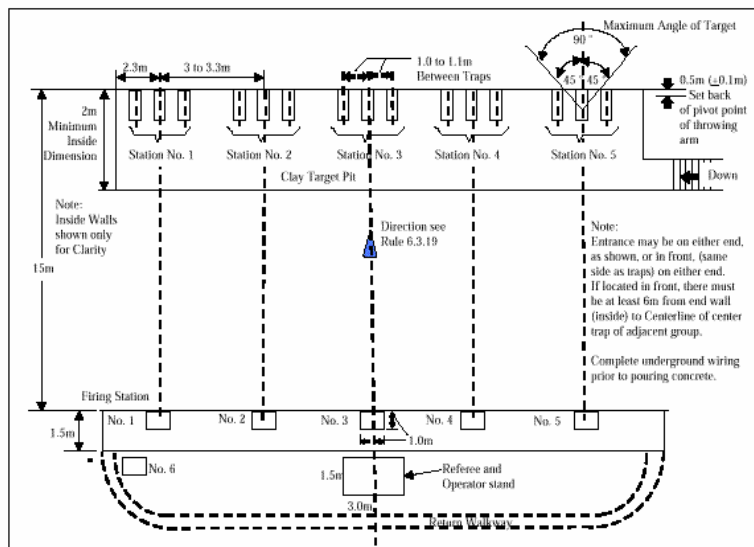 Maximum Angle of Target
90 °
2.3m
3 to 3.3m
1.0 to 1.1m
Between Traps
45 ° 45 °
0.5m (±0.1m)
Set back
of pivot point
of throwing
arm
2m
Minimum
Inside
Dimension
Station No. 1
Station No. 2
Station No. 3
Station No. 4
Station No. 5
Clay Target Pit
Down
Note:
Inside Walls
shown only
for Clarity
Direction see
Rule 6.3.19
Note:
Entrance may be on either end,
as shown, or in front, (same
side as traps) on either end.
If located in front, there must
be at least 6m from end wall
(inside) to Centerline of center
trap of adjacent group.
Complete underground wiring
prior to pouring concrete.
15m
Firing Station
No. 1
No. 2
No. 3
No. 4
No. 5
1.5m
1.0m
No. 6
1.5m
Referee and
Operator stand
3.0m
Return Walkway